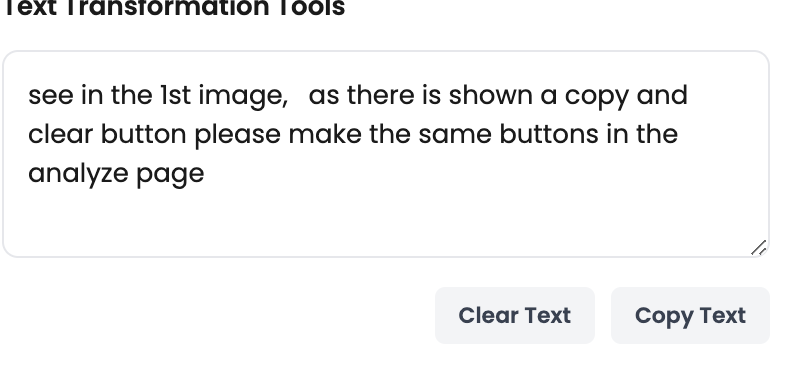 Text Transformation Tools
see in the 1st image,   as there is shown a copy and
clear button please make the same buttons in the
analyze page
Clear Text
Copy Text